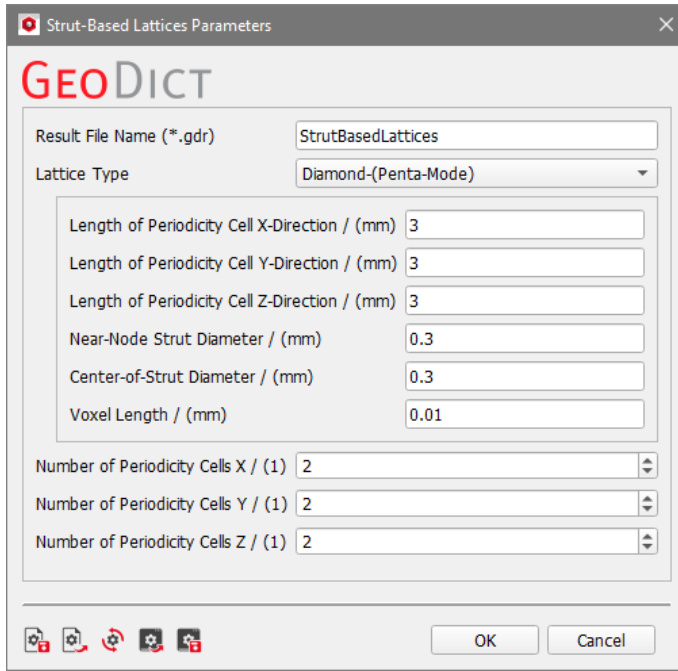 Strut-Based Lattices Parameters
GEODICT
Result File Name (*.gdr) StrutBasedLattices
Lattice Type Diamond-(Penta-Mode)
Length of Periodicity Cell X-Direction / (mm) 3
Length of Periodicity Cell Y-Direction / (mm) 3
Length of Periodicity Cell Z-Direction / (mm) 3
Near-Node Strut Diameter / (mm) 0.3
Center-of-Strut Diameter / (mm) 0.3
Voxel Length / (mm) 0.01
Number of Periodicity Cells X / (1) 2
Number of Periodicity Cells Y / (1) 2
Number of Periodicity Cells Z / (1) 2
OK Cancel